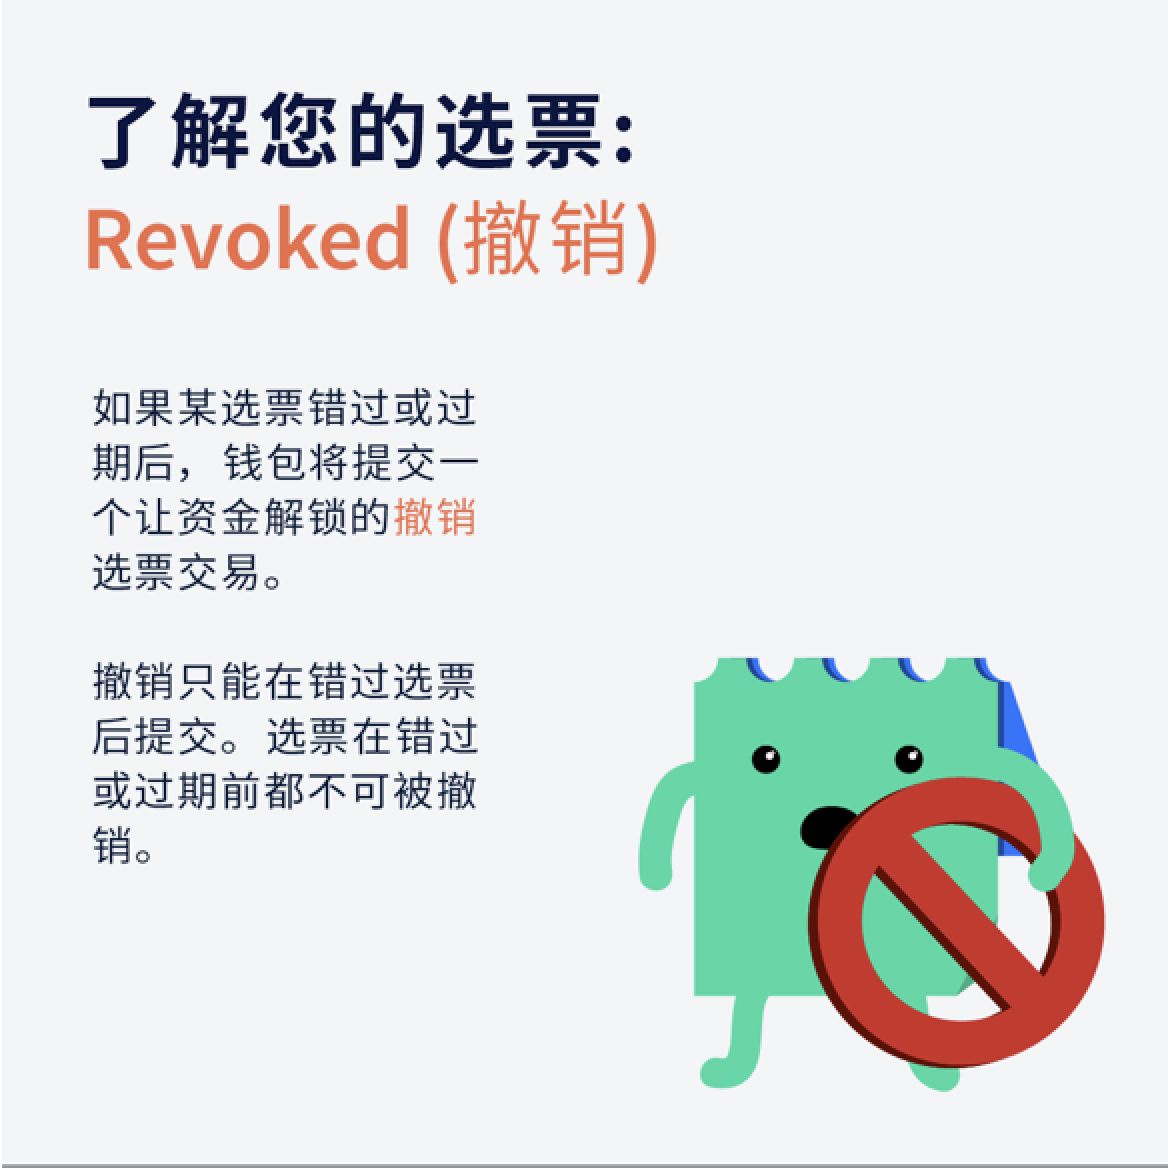 了解您的选票:
Revoked (撤销)
如果某选票错过或过
期后，钱包将提交一
个让资金解锁的撤销
选票交易。
撤销只能在错过选票
后提交。选票在错过
或过期前都不可被撤
销。